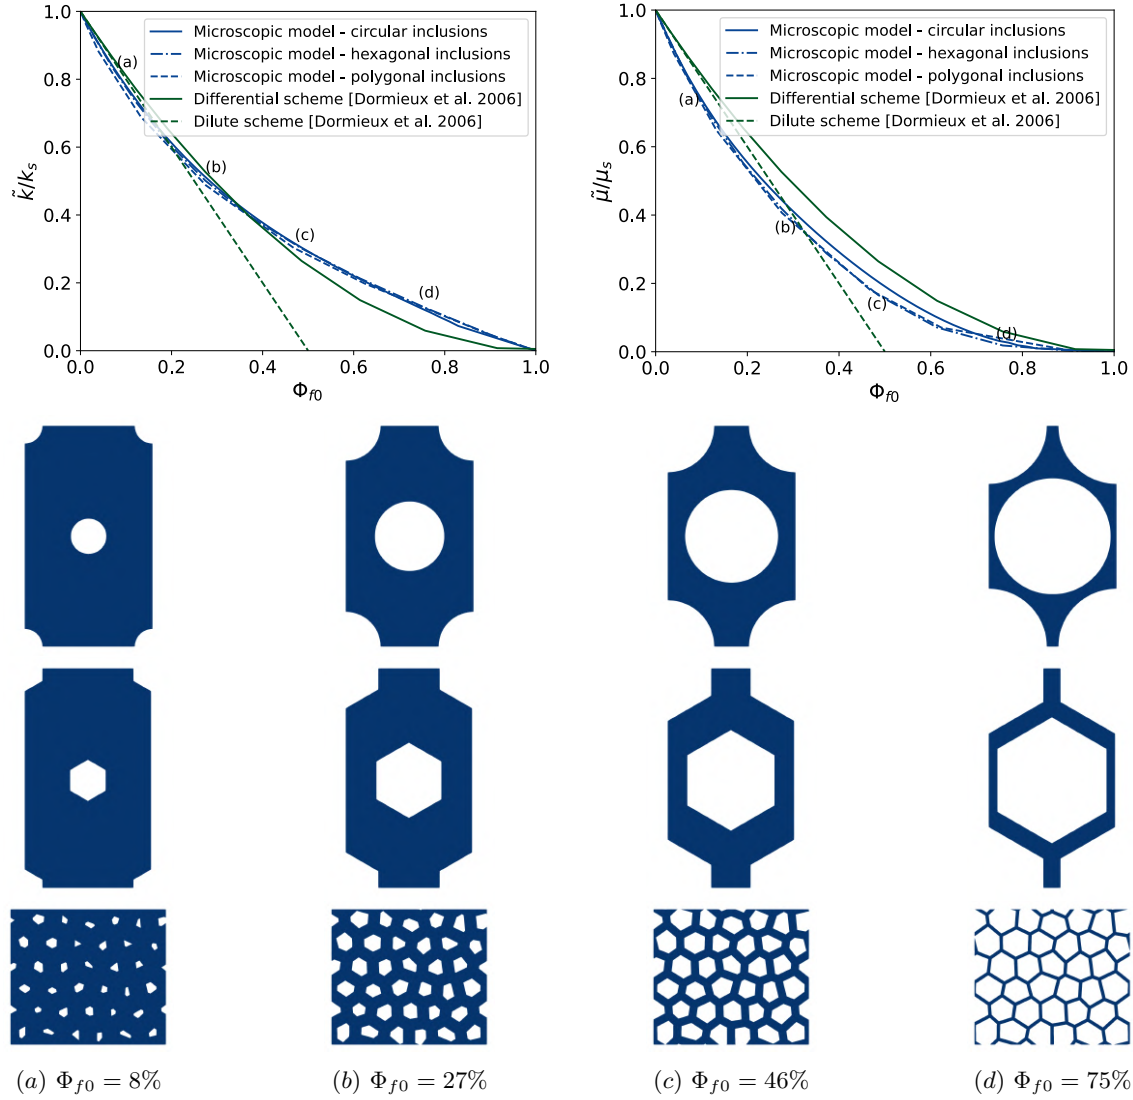 1.0
0.8
0.6
0.4
0.2
0.0
k̃/k_s
0.0 0.2 0.4 0.6 0.8 1.0
Φ_f0
Microscopic model - circular inclusions
Microscopic model - hexagonal inclusions
Microscopic model - polygonal inclusions
Differential scheme [Dormieux et al. 2006]
Dilute scheme [Dormieux et al. 2006]
(a)
(b)
(c)
(d)
1.0
0.8
0.6
0.4
0.2
0.0
μ̃/μ_s
0.0 0.2 0.4 0.6 0.8 1.0
Φ_f0
Microscopic model - circular inclusions
Microscopic model - hexagonal inclusions
Microscopic model - polygonal inclusions
Differential scheme [Dormieux et al. 2006]
Dilute scheme [Dormieux et al. 2006]
(a)
(b)
(c)
(d)
(a) Φ_f0 = 8%
(b) Φ_f0 = 27%
(c) Φ_f0 = 46%
(d) Φ_f0 = 75%